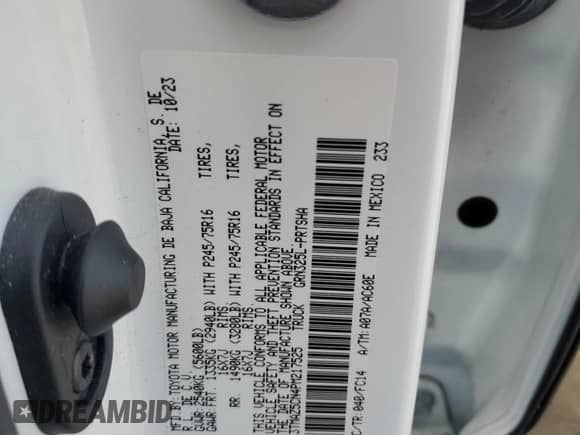 MFD. BY: TOYOTA MOTOR MANUFACTURING DE BAJA CALIFORNIA, S. DE
R. L. DE C.V. DATE: 10/23
GVWR: 2540KG (5600LB)
GAWR: FR. 1335KG (2940LB) WITH P245/75R16 TIRES,
16X7J RIMS
RR. 1490KG (3280LB) WITH P245/75R16 TIRES,
16X7J RIMS
THIS VEHICLE CONFORMS TO ALL APPLICABLE FEDERAL MOTOR
VEHICLE SAFETY AND THEFT PREVENTION STANDARDS IN EFFECT ON
THE DATE OF MANUFACTURE SHOWN ABOVE.
TRUCK GRN325L-PRTSHA
C/TR: 040/FC14 A/TM: A07A/AC60E MADE IN MEXICO 233
DREAMBID